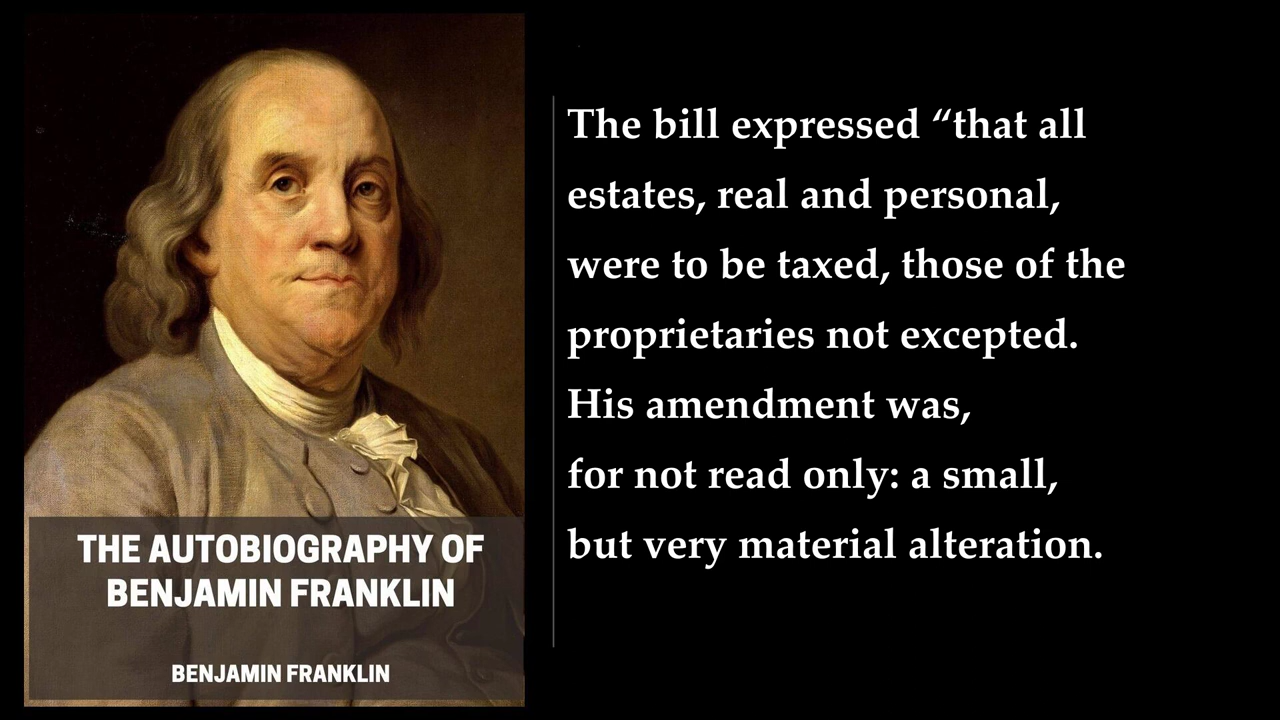 THE AUTOBIOGRAPHY OF
BENJAMIN FRANKLIN
BENJAMIN FRANKLIN
The bill expressed “that all
estates, real and personal,
were to be taxed, those of the
proprietaries not excepted.
His amendment was,
for not read only: a small,
but very material alteration.